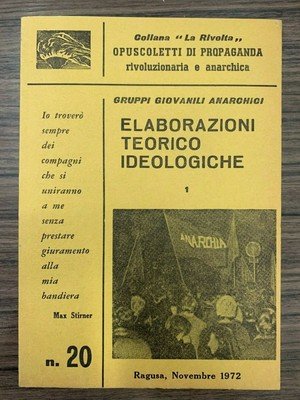 Collana "La Rivolta„
OPUSCOLETTI DI PROPAGANDA
rivoluzionaria e anarchica
GRUPPI GIOVANILI ANARCHICI
ELABORAZIONI
TEORICO
IDEOLOGICHE
1
Io troverò
sempre
dei
compagni
che si
uniranno
a me
senza
prestare
giuramento
alla
mia
bandiera
Max Stirner
n. 20
ANARCHIA
Ragusa, Novembre 1972